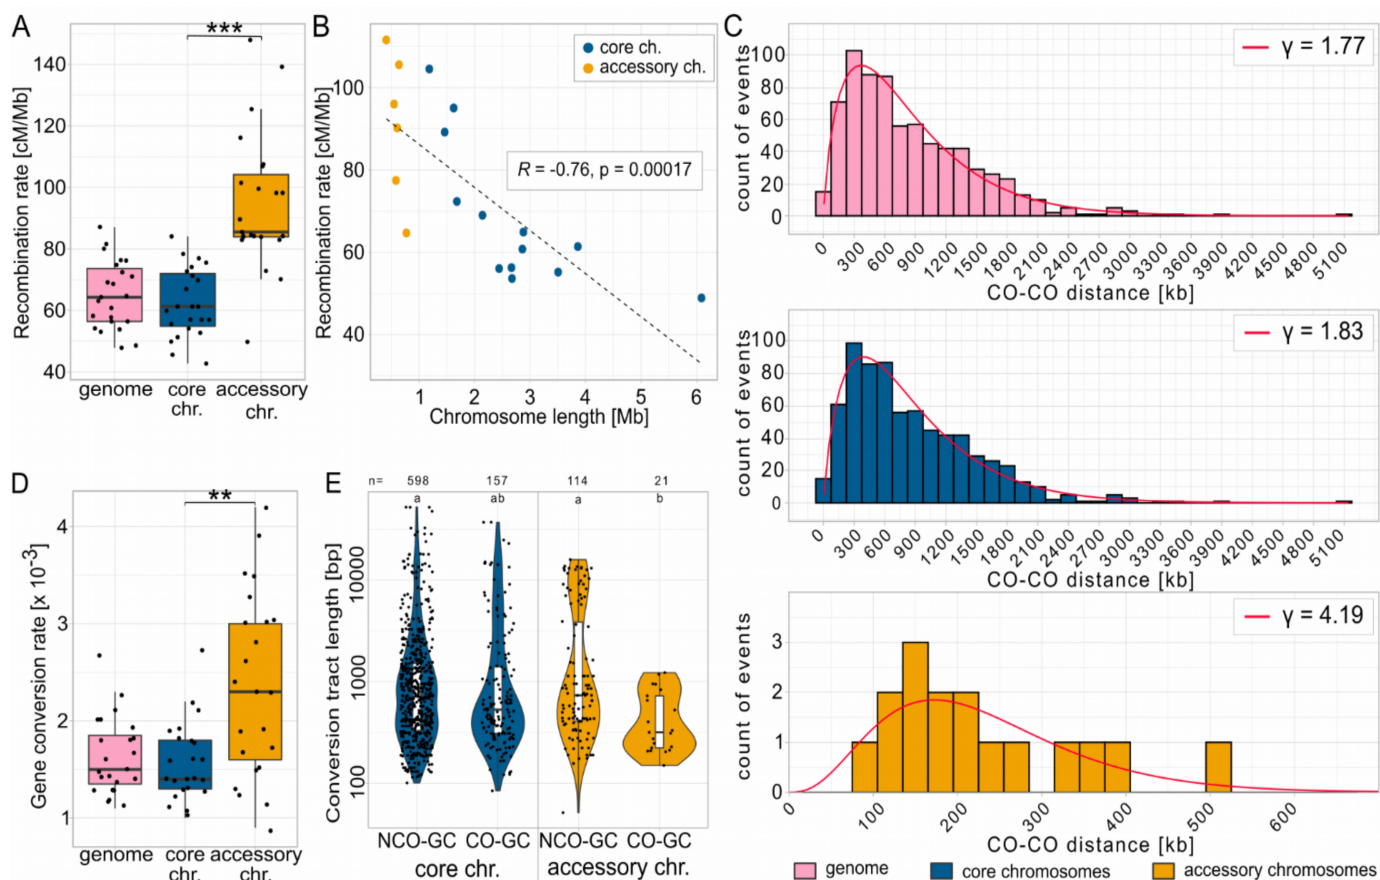 A
Recombination rate [cM/Mb]
140
120
100
80
60
40
***
genome
core
chr.
accessory
chr.
B
Recombination rate [cM/Mb]
100
80
60
40
core ch.
accessory ch.
R = -0.76, p = 0.00017
1 2 3 4 5 6
Chromosome length [Mb]
C
count of events
100
80
60
40
20
0
γ = 1.77
0 300 600 900 1200 1500 1800 2100 2400 2700 3000 3300 3600 3900 4200 4500 4800 5100
CO-CO distance [kb]
count of events
100
80
60
40
20
0
γ = 1.83
0 300 600 900 1200 1500 1800 2100 2400 2700 3000 3300 3600 3900 4200 4500 4800 5100
CO-CO distance [kb]
count of events
3
2
1
0
γ = 4.19
0 100 200 300 400 500 600
CO-CO distance [kb]
genome
core chromosomes
accessory chromosomes
D
Gene conversion rate [x 10-3]
4
3
2
1
**
genome
core
chr.
accessory
chr.
E
n= 598 157 114 21
a ab a b
Conversion tract length [bp]
10000
1000
100
NCO-GC CO-GC NCO-GC CO-GC
core chr. accessory chr.